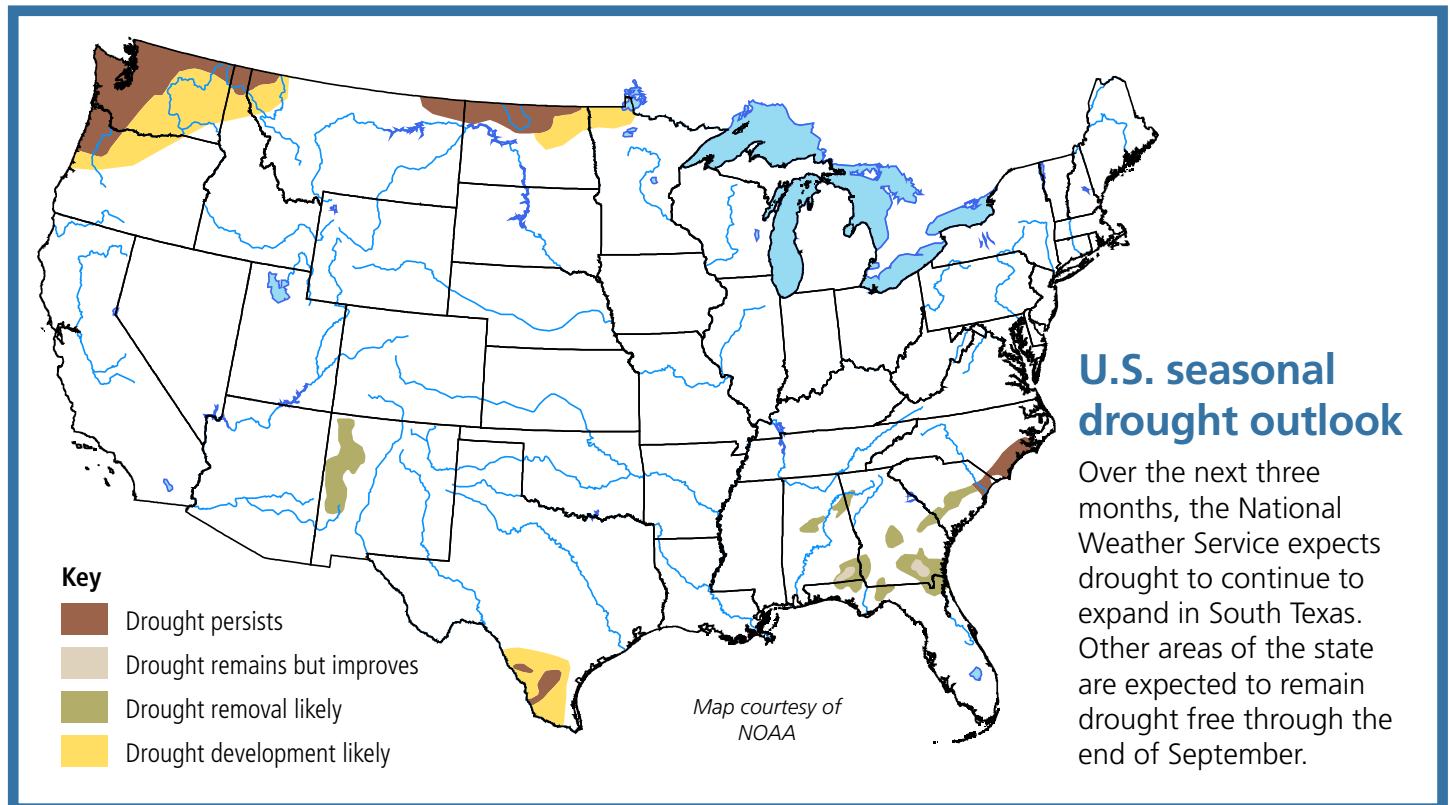 U.S. seasonal
drought outlook
Over the next three
months, the National
Weather Service expects
drought to continue to
expand in South Texas.
Other areas of the state
are expected to remain
drought free through the
end of September.
Key
Drought persists
Drought remains but improves
Drought removal likely
Drought development likely
Map courtesy of
NOAA